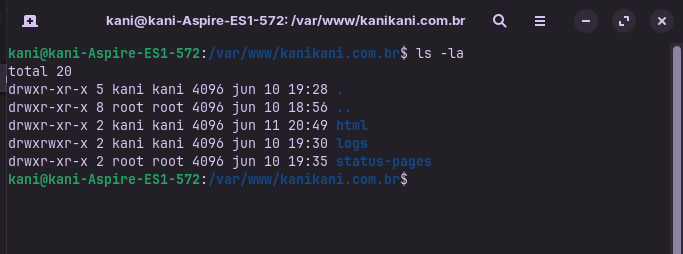 kani@kani-Aspire-ES1-572: /var/www/kanikani.com.br
kani@kani-Aspire-ES1-572:/var/www/kanikani.com.br$ ls -la
total 20
drwxr-xr-x 5 kani kani 4096 jun 10 19:28 .
drwxr-xr-x 8 root root 4096 jun 10 18:56 ..
drwxr-xr-x 2 kani kani 4096 jun 11 20:49 html
drwxrwxr-x 2 kani kani 4096 jun 10 19:30 logs
drwxr-xr-x 2 root root 4096 jun 10 19:35 status-pages
kani@kani-Aspire-ES1-572:/var/www/kanikani.com.br$